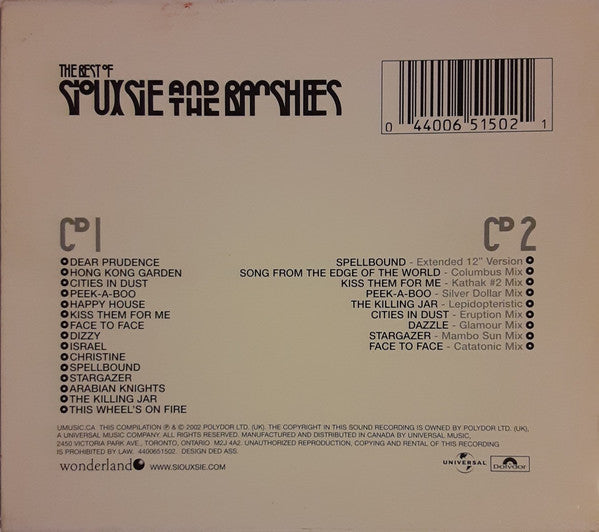 THE BEST OF
SIOUXSIE AND THE BANSHEES
0 44006 51502 1
CD 1
DEAR PRUDENCE
HONG KONG GARDEN
CITIES IN DUST
PEEK-A-BOO
HAPPY HOUSE
KISS THEM FOR ME
FACE TO FACE
DIZZY
ISRAEL
CHRISTINE
SPELLBOUND
STARGAZER
ARABIAN KNIGHTS
THE KILLING JAR
THIS WHEEL'S ON FIRE
CD 2
SPELLBOUND - Extended 12" Version
SONG FROM THE EDGE OF THE WORLD - Columbus Mix
KISS THEM FOR ME - Kathak #2 Mix
PEEK-A-BOO - Silver Dollar Mix
THE KILLING JAR - Lepidopteristic
CITIES IN DUST - Eruption Mix
DAZZLE - Glamour Mix
STARGAZER - Mambo Sun Mix
FACE TO FACE - Catatonic Mix
UMUSIC.CA THIS COMPILATION ℗ & © 2002 POLYDOR LTD. (UK). THE COPYRIGHT IN THIS SOUND RECORDING IS OWNED BY POLYDOR LTD. (UK),
A UNIVERSAL MUSIC COMPANY. ALL RIGHTS RESERVED. MANUFACTURED AND DISTRIBUTED IN CANADA BY UNIVERSAL MUSIC,
2450 VICTORIA PARK AVE., TORONTO, ONTARIO M2J 4A2. UNAUTHORIZED REPRODUCTION, COPYING AND RENTAL OF THIS RECORDING
IS PROHIBITED BY LAW. 4400651502. DESIGN DED ASS.
wonderland WWW.SIOUXSIE.COM
UNIVERSAL
Polydor